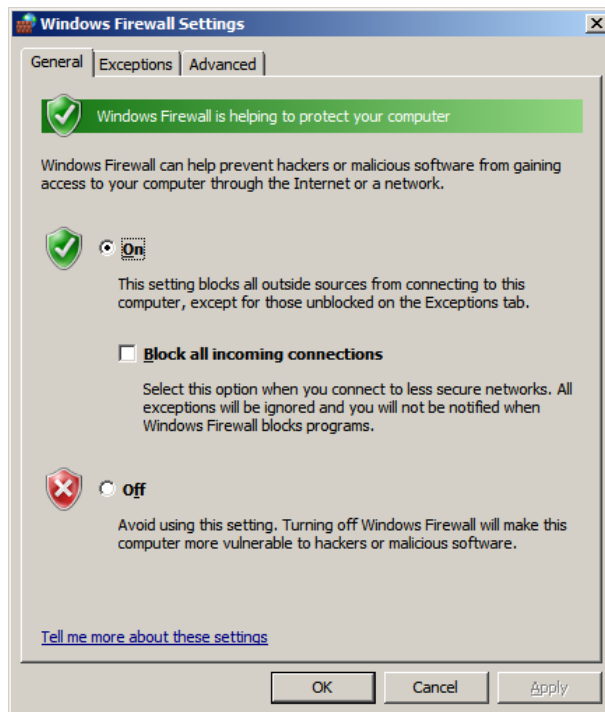 Windows Firewall Settings
General Exceptions Advanced
Windows Firewall is helping to protect your computer
Windows Firewall can help prevent hackers or malicious software from gaining
access to your computer through the Internet or a network.
On
This setting blocks all outside sources from connecting to this
computer, except for those unblocked on the Exceptions tab.
Block all incoming connections
Select this option when you connect to less secure networks. All
exceptions will be ignored and you will not be notified when
Windows Firewall blocks programs.
Off
Avoid using this setting. Turning off Windows Firewall will make this
computer more vulnerable to hackers or malicious software.
Tell me more about these settings
OK Cancel Apply